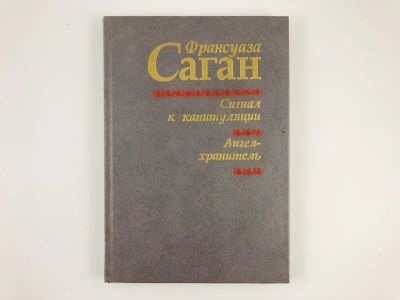 Франсуаза
Саган
Сигнал
к капитуляции
Ангел-
хранитель